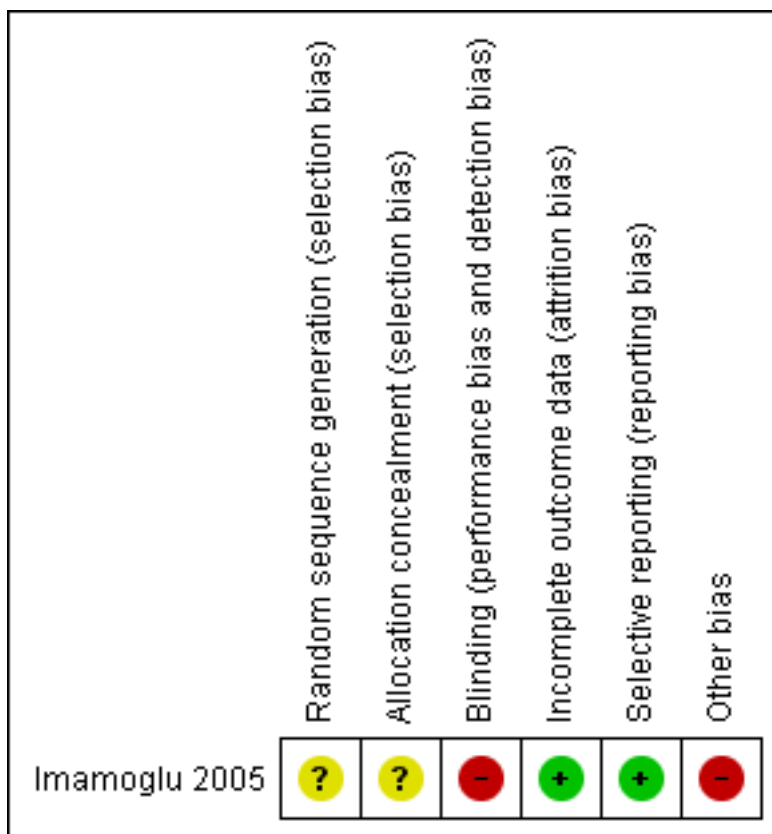 Random sequence generation (selection bias)
Allocation concealment (selection bias)
Blinding (performance bias and detection bias)
Incomplete outcome data (attrition bias)
Selective reporting (reporting bias)
Other bias
Imamoglu 2005 ? ? - + + -